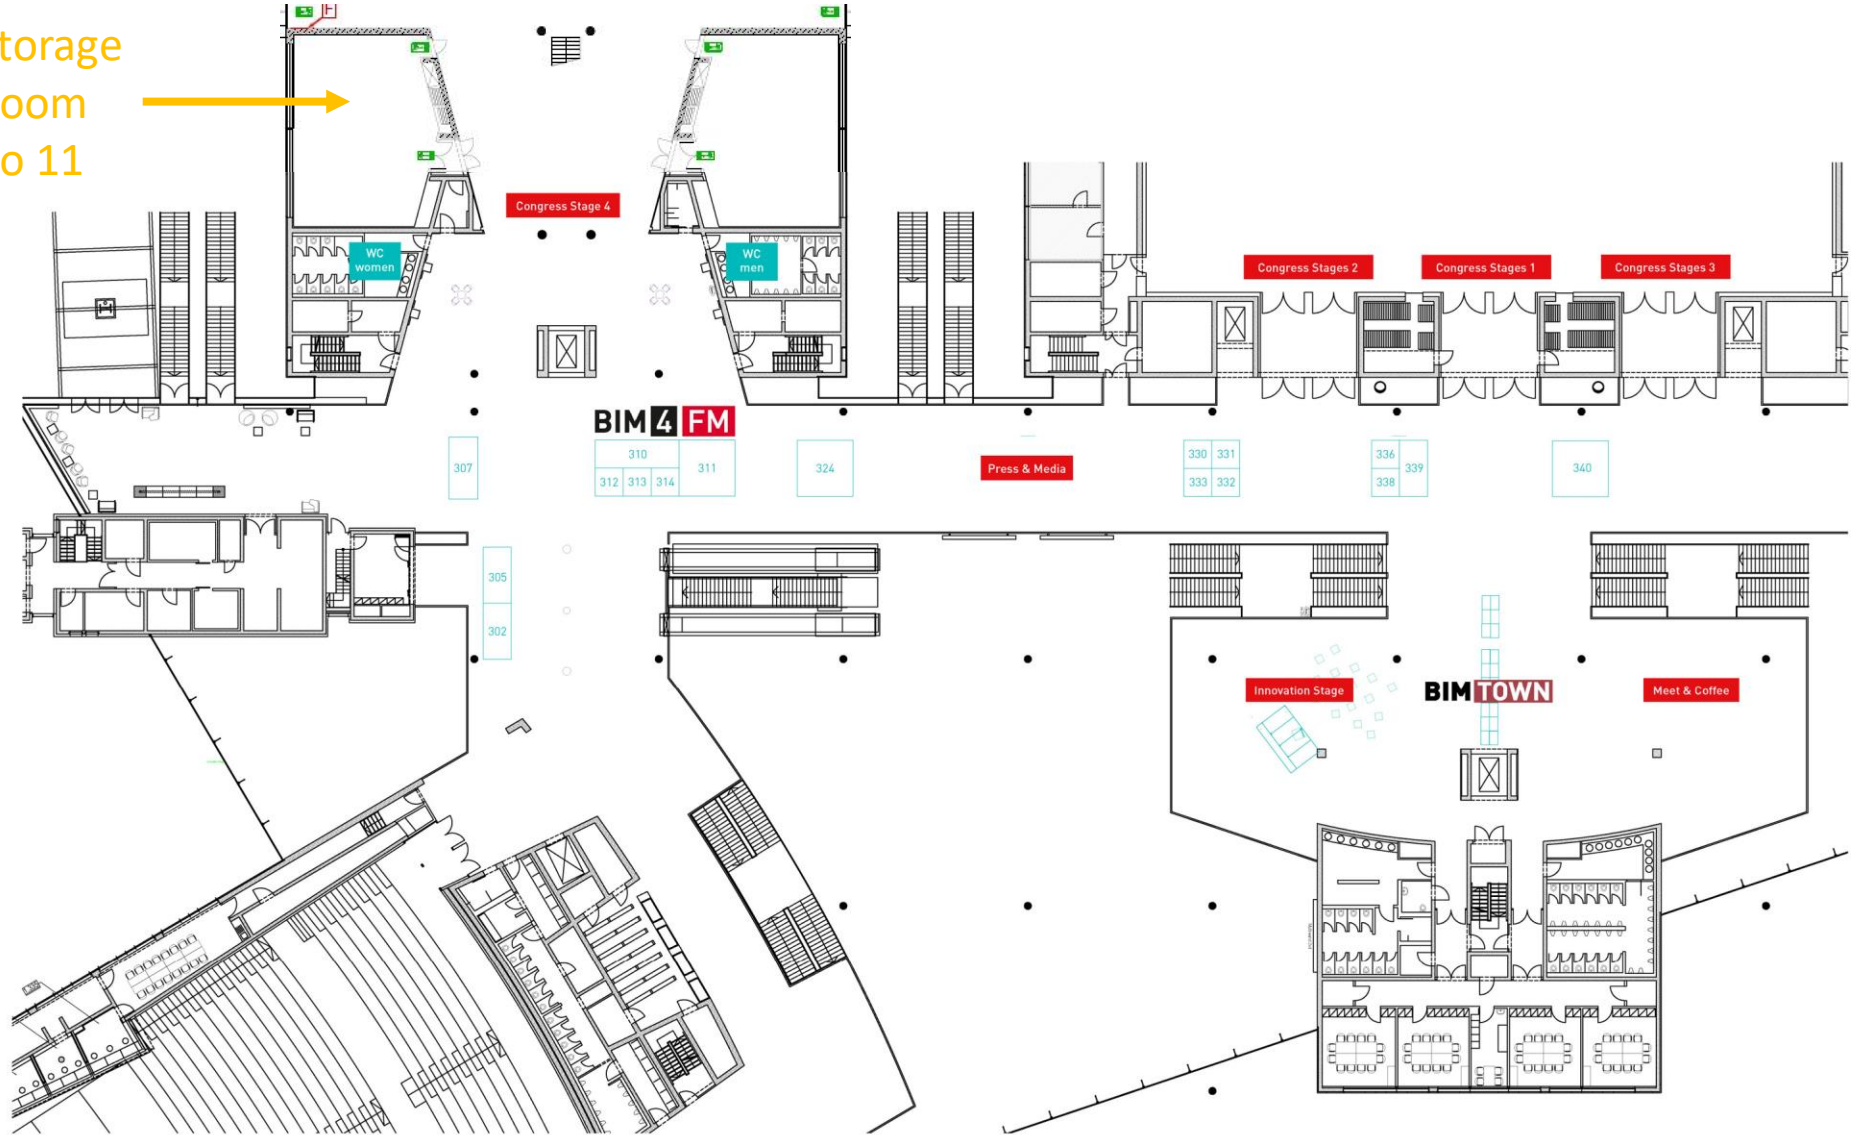 torage
oom
o 11
Congress Stage 4
WC
women
WC
men
Congress Stages 2
Congress Stages 1
Congress Stages 3
BIM4FM
307
310
311
312
313
314
324
Press & Media
330
331
333
332
336
339
338
340
305
302
Innovation Stage
BIMTOWN
Meet & Coffee